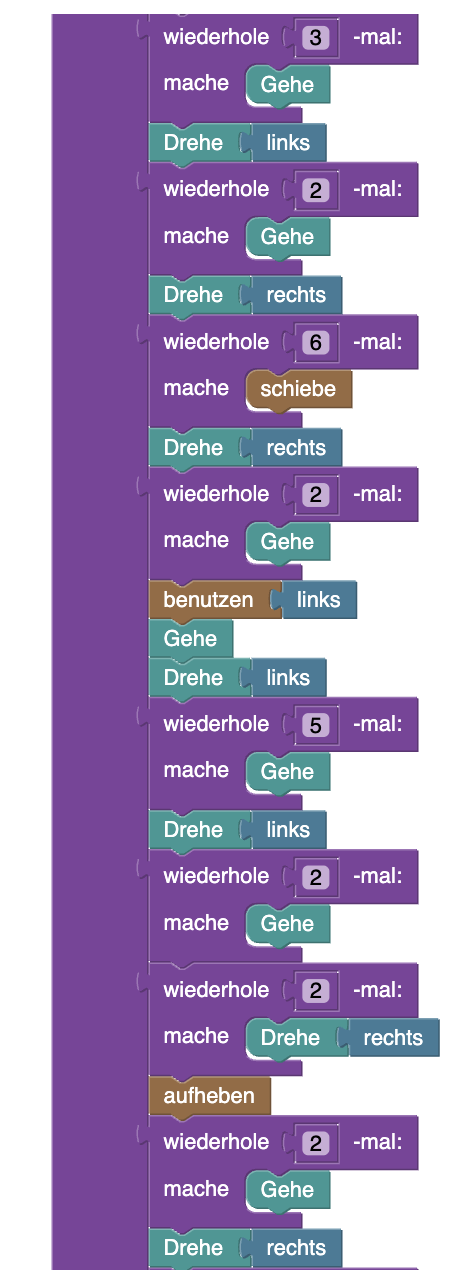 wiederhole 3 -mal:
mache Gehe
Drehe links
wiederhole 2 -mal:
mache Gehe
Drehe rechts
wiederhole 6 -mal:
mache schiebe
Drehe rechts
wiederhole 2 -mal:
mache Gehe
benutzen links
Gehe
Drehe links
wiederhole 5 -mal:
mache Gehe
Drehe links
wiederhole 2 -mal:
mache Gehe
wiederhole 2 -mal:
mache Drehe rechts
aufheben
wiederhole 2 -mal:
mache Gehe
Drehe rechts